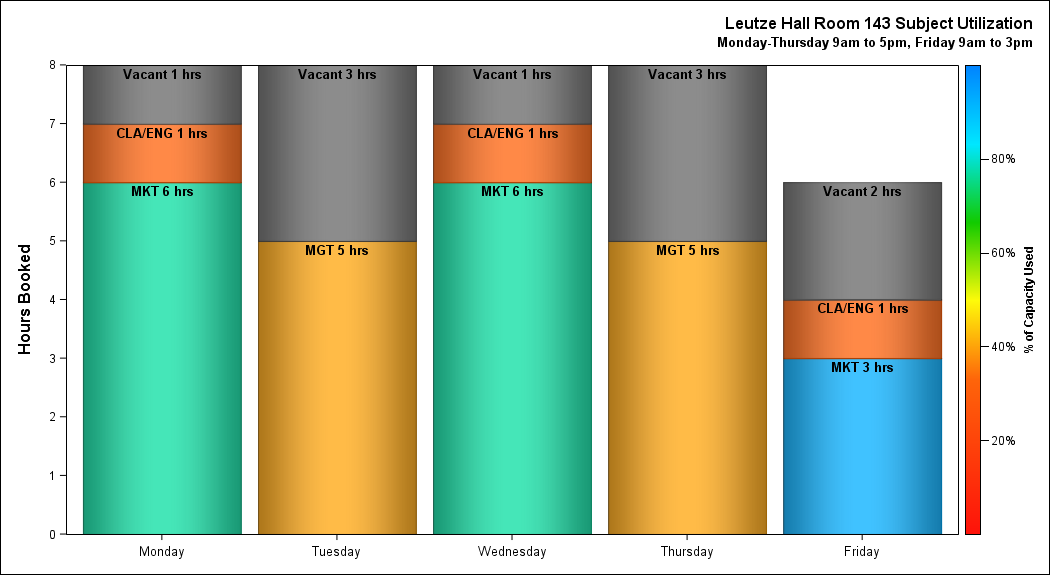 Leutze Hall Room 143 Subject Utilization
Monday-Thursday 9am to 5pm, Friday 9am to 3pm
Hours Booked
8
7
6
5
4
3
2
1
0
Vacant 1 hrs
CLA/ENG 1 hrs
MKT 6 hrs
Vacant 3 hrs
MGT 5 hrs
Vacant 1 hrs
CLA/ENG 1 hrs
MKT 6 hrs
Vacant 3 hrs
MGT 5 hrs
Vacant 2 hrs
CLA/ENG 1 hrs
MKT 3 hrs
Monday
Tuesday
Wednesday
Thursday
Friday
80%
60%
40%
20%
% of Capacity Used